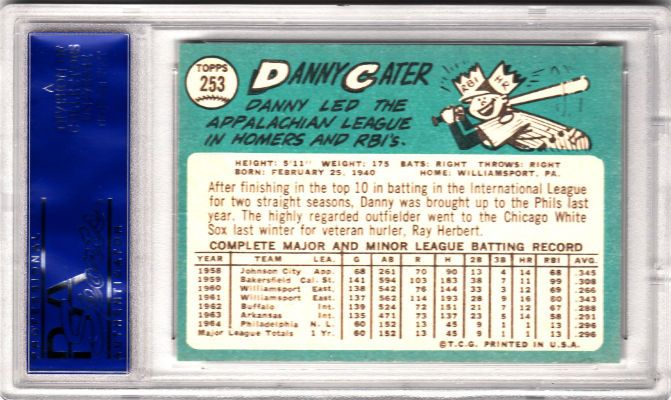 TOPPS
253
DANNY CATER
DANNY LED THE
APPALACHIAN LEAGUE
IN HOMERS AND RBI'S.
RBI HR
HEIGHT: 5'11" WEIGHT: 175 BATS: RIGHT THROWS: RIGHT
BORN: FEBRUARY 25, 1940 HOME: WILLIAMSPORT, PA.
After finishing in the top 10 in batting in the International League
for two straight seasons, Danny was brought up to the Phils last
year. The highly regarded outfielder went to the Chicago White
Sox last winter for veteran hurler, Ray Herbert.
COMPLETE MAJOR AND MINOR LEAGUE BATTING RECORD
YEAR TEAM LEA. G AB R H 2B 3B HR RBI AVG.
1958 Johnson City App. 68 261 70 90 13 4 14 68 .345
1959 Bakersfield Cal. St. 141 594 103 183 38 7 11 99 .308
1960 Williamsport East. 138 542 76 144 33 3 12 69 .266
1961 Williamsport East. 137 562 114 193 28 9 16 80 .343
1962 Buffalo Int. 139 524 72 151 21 7 12 67 .288
1963 Arkansas Int. 135 471 73 137 23 5 14 58 .291
1964 Philadelphia N. L. 60 152 13 45 9 1 1 13 .296
Major League Totals 1 Yr. 60 152 13 45 9 1 1 13 .296
©T.C.G. PRINTED IN U.S.A.
PSA
Sports